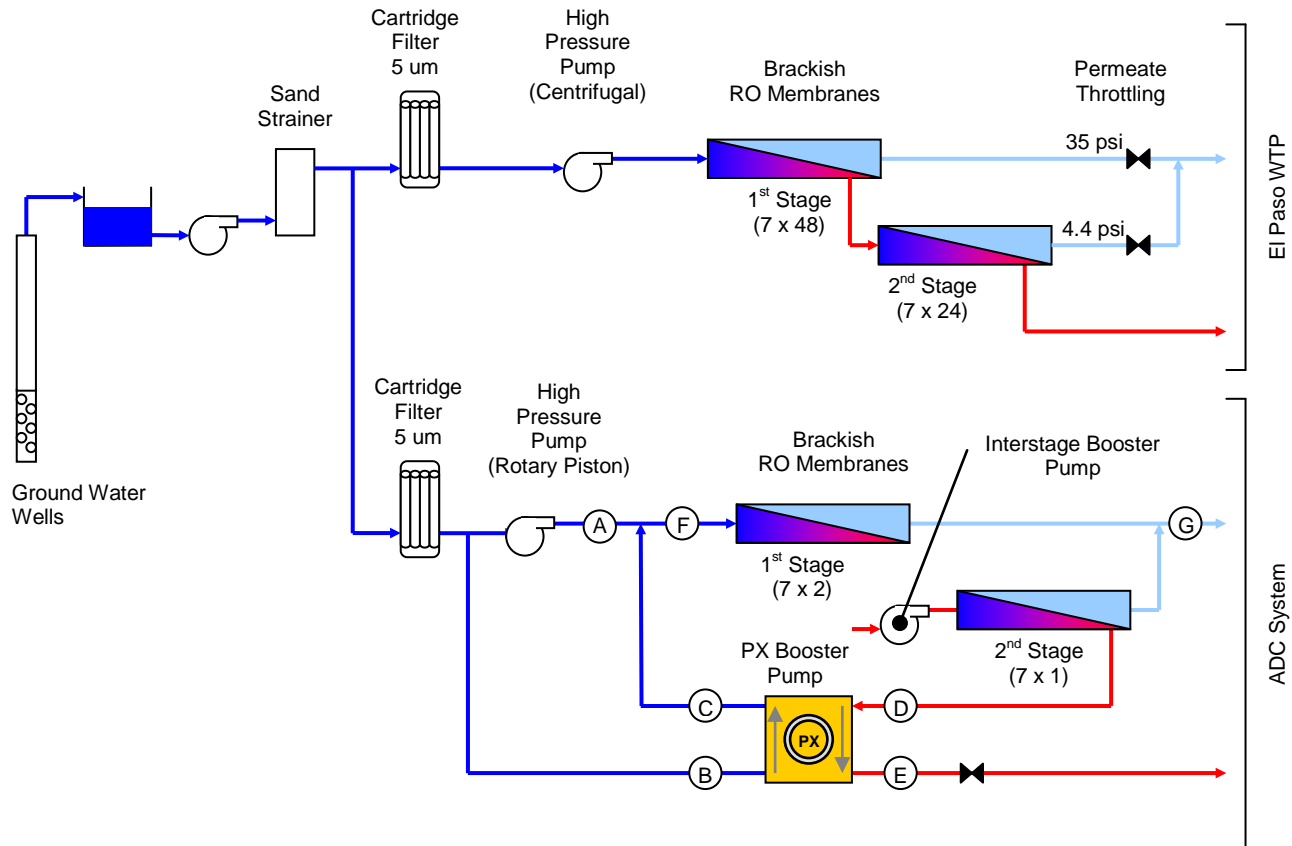 Cartridge
Filter
5 um
High
Pressure
Pump
(Centrifugal)
Brackish
RO Membranes
Permeate
Throttling
Sand
Strainer
35 psi
1st Stage
(7 x 48)
4.4 psi
2nd Stage
(7 x 24)
El Paso WTP
Ground Water
Wells
Cartridge
Filter
5 um
High
Pressure
Pump
(Rotary Piston)
Brackish
RO Membranes
Interstage Booster
Pump
A
F
G
1st Stage
(7 x 2)
2nd Stage
(7 x 1)
PX Booster
Pump
C
D
PX
B
E
ADC System